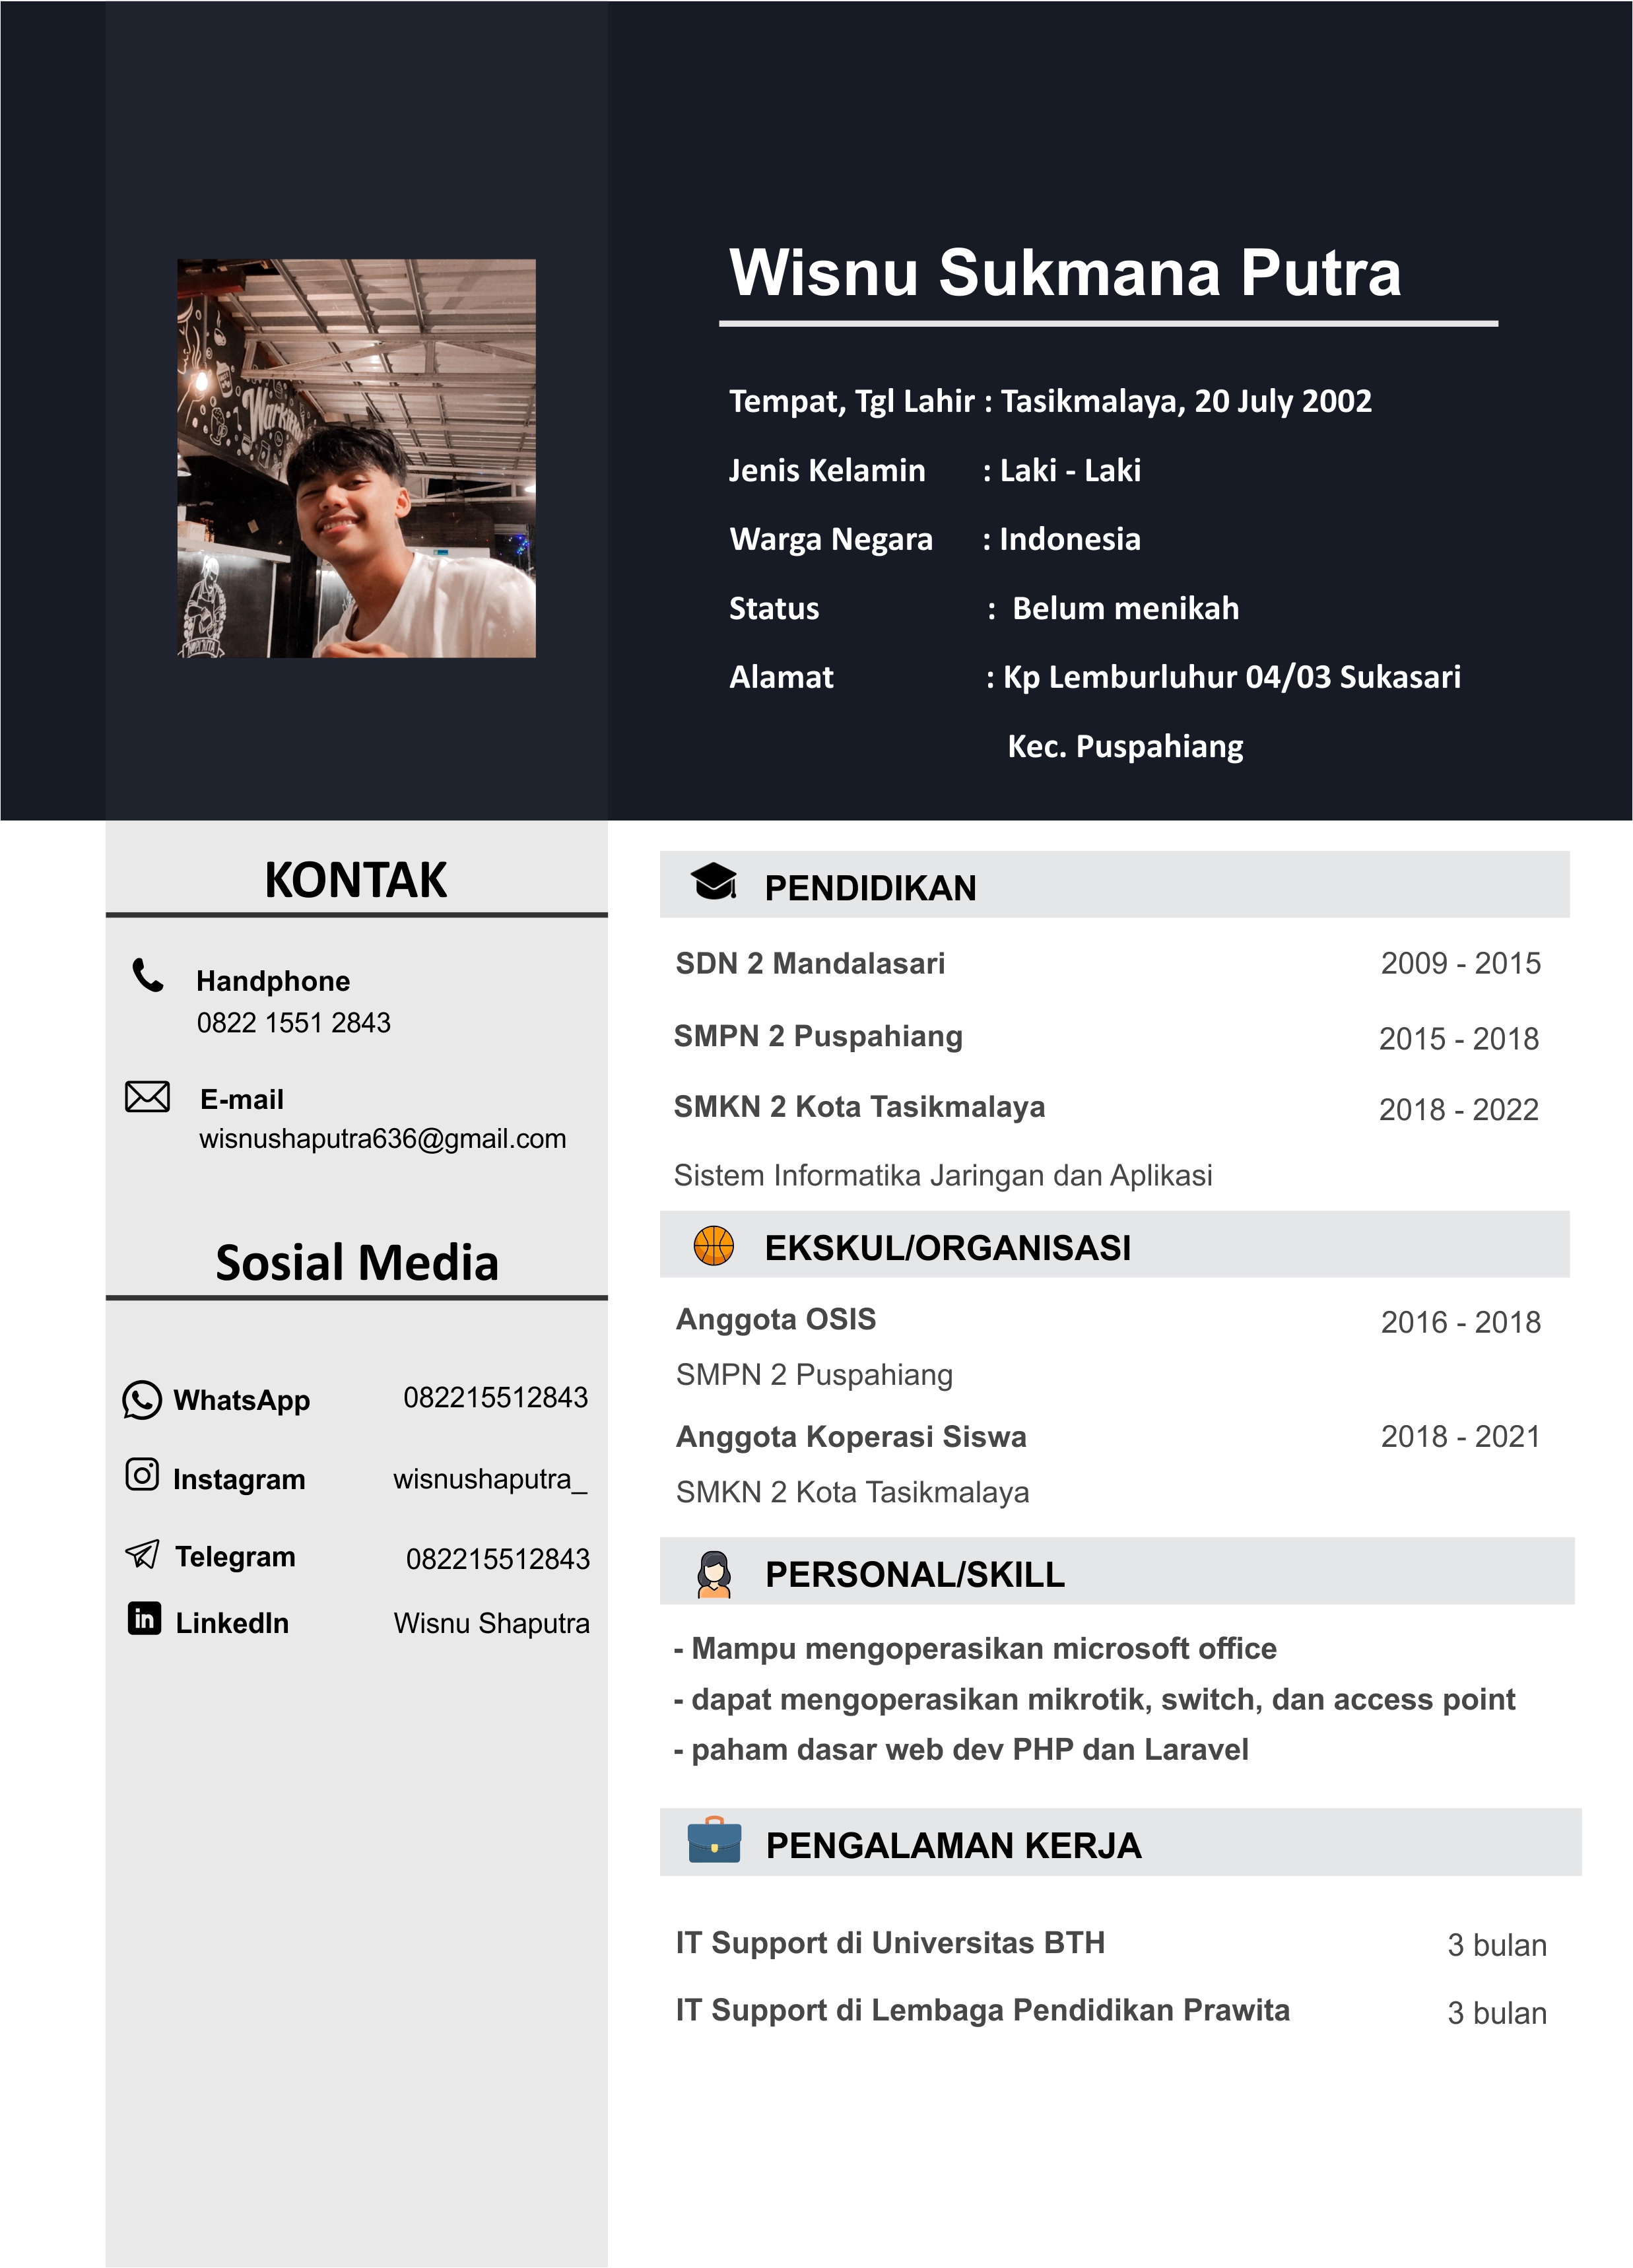 Wisnu Sukmana Putra
Tempat, Tgl Lahir : Tasikmalaya, 20 July 2002
Jenis Kelamin : Laki - Laki
Warga Negara : Indonesia
Status : Belum menikah
Alamat : Kp Lemburluhur 04/03 Sukasari
Kec. Puspahiang
KONTAK
Handphone
0822 1551 2843
E-mail
wisnushaputra636@gmail.com
Sosial Media
WhatsApp 082215512843
Instagram wisnushaputra_
Telegram 082215512843
LinkedIn Wisnu Shaputra
PENDIDIKAN
SDN 2 Mandalasari 2009 - 2015
SMPN 2 Puspahiang 2015 - 2018
SMKN 2 Kota Tasikmalaya 2018 - 2022
Sistem Informatika Jaringan dan Aplikasi
EKSKUL/ORGANISASI
Anggota OSIS 2016 - 2018
SMPN 2 Puspahiang
Anggota Koperasi Siswa 2018 - 2021
SMKN 2 Kota Tasikmalaya
PERSONAL/SKILL
- Mampu mengoperasikan microsoft office
- dapat mengoperasikan mikrotik, switch, dan access point
- paham dasar web dev PHP dan Laravel
PENGALAMAN KERJA
IT Support di Universitas BTH 3 bulan
IT Support di Lembaga Pendidikan Prawita 3 bulan